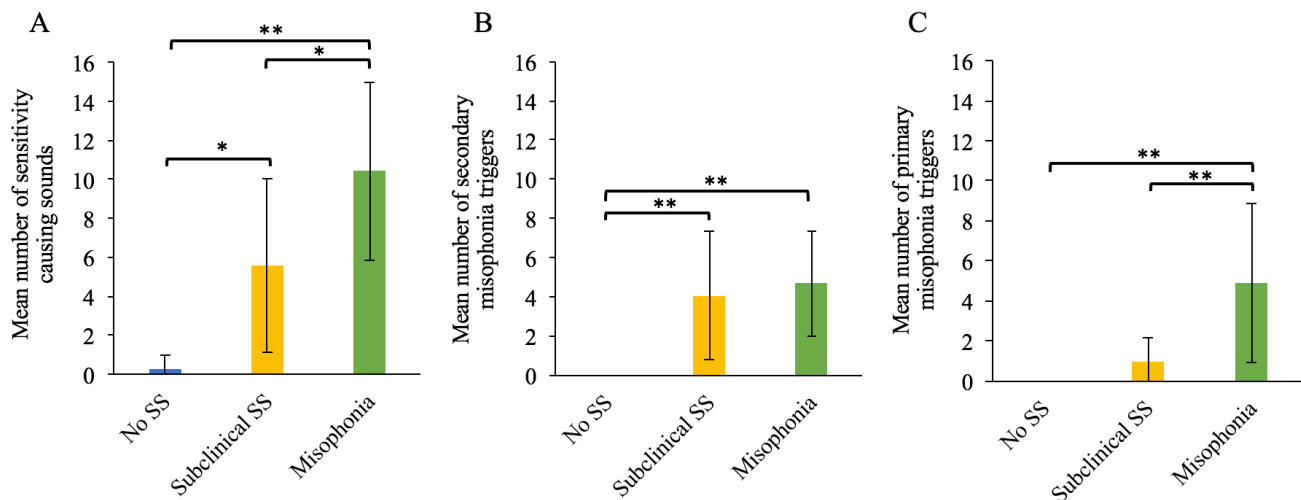 A
Mean number of sensitivity
causing sounds
16
14
12
10
8
6
4
2
0
**
*
*
No SS
Subclinical SS
Misophonia
B
Mean number of secondary
misophonia triggers
16
14
12
10
8
6
4
2
0
**
**
No SS
Subclinical SS
Misophonia
C
Mean number of primary
misophonia triggers
16
14
12
10
8
6
4
2
0
**
**
No SS
Subclinical SS
Misophonia